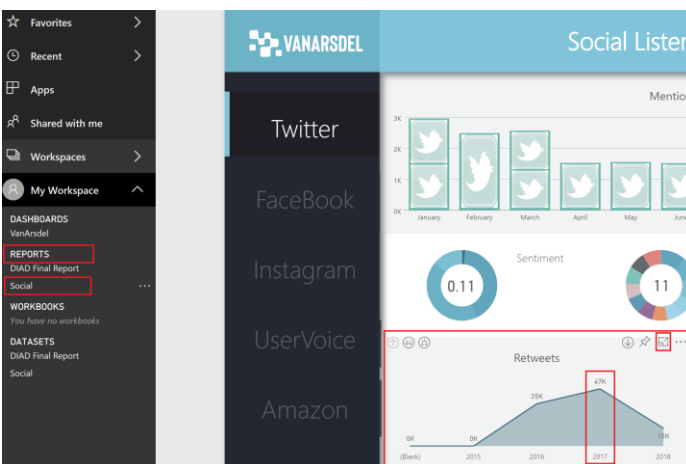 Favorites
Recent
Apps
Shared with me
Workspaces
My Workspace
DASHBOARDS
VanArsdel
REPORTS
DIAD Final Report
Social
WORKBOOKS
You have no workbooks
DATASETS
DIAD Final Report
Social
VANARSDEL
Social Lister
Twitter
FaceBook
Instagram
UserVoice
Amazon
Mentio
3K
2K
1K
0K
January February March April May June
Sentiment
0.11
11
Retweets
47K
35K
0K 0K 15K
(Blank) 2015 2016 2017 2018